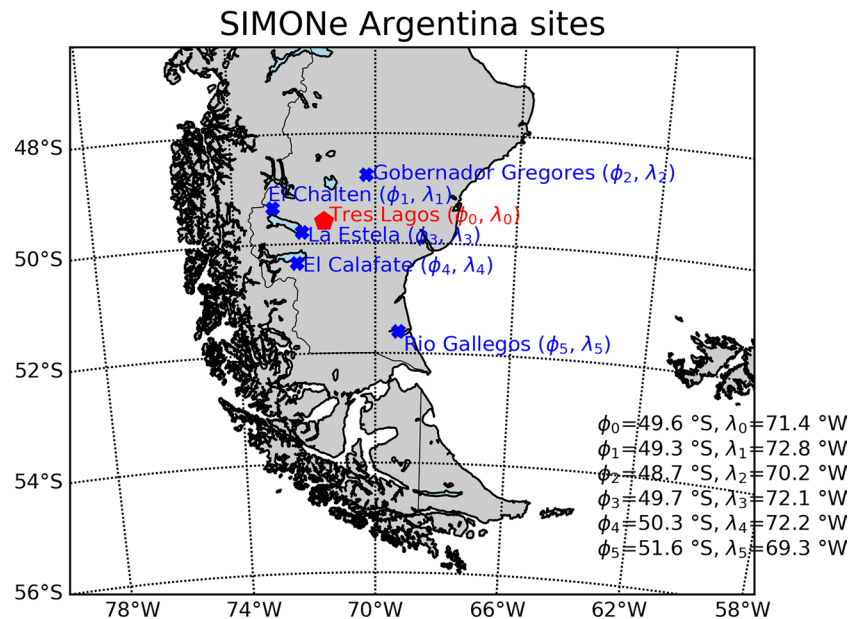 SIMONe Argentina sites
48°S
50°S
52°S
54°S
56°S
Gobernador Gregores (ϕ₂, λ₂)
El Chalten (ϕ₁, λ₁)
Tres Lagos (ϕ₀, λ₀)
La Estela (ϕ₃, λ₃)
El Calafate (ϕ₄, λ₄)
Rio Gallegos (ϕ₅, λ₅)
ϕ₀=49.6 °S, λ₀=71.4 °W
ϕ₁=49.3 °S, λ₁=72.8 °W
ϕ₂=48.7 °S, λ₂=70.2 °W
ϕ₃=49.7 °S, λ₃=72.1 °W
ϕ₄=50.3 °S, λ₄=72.2 °W
ϕ₅=51.6 °S, λ₅=69.3 °W
78°W 74°W 70°W 66°W 62°W 58°W